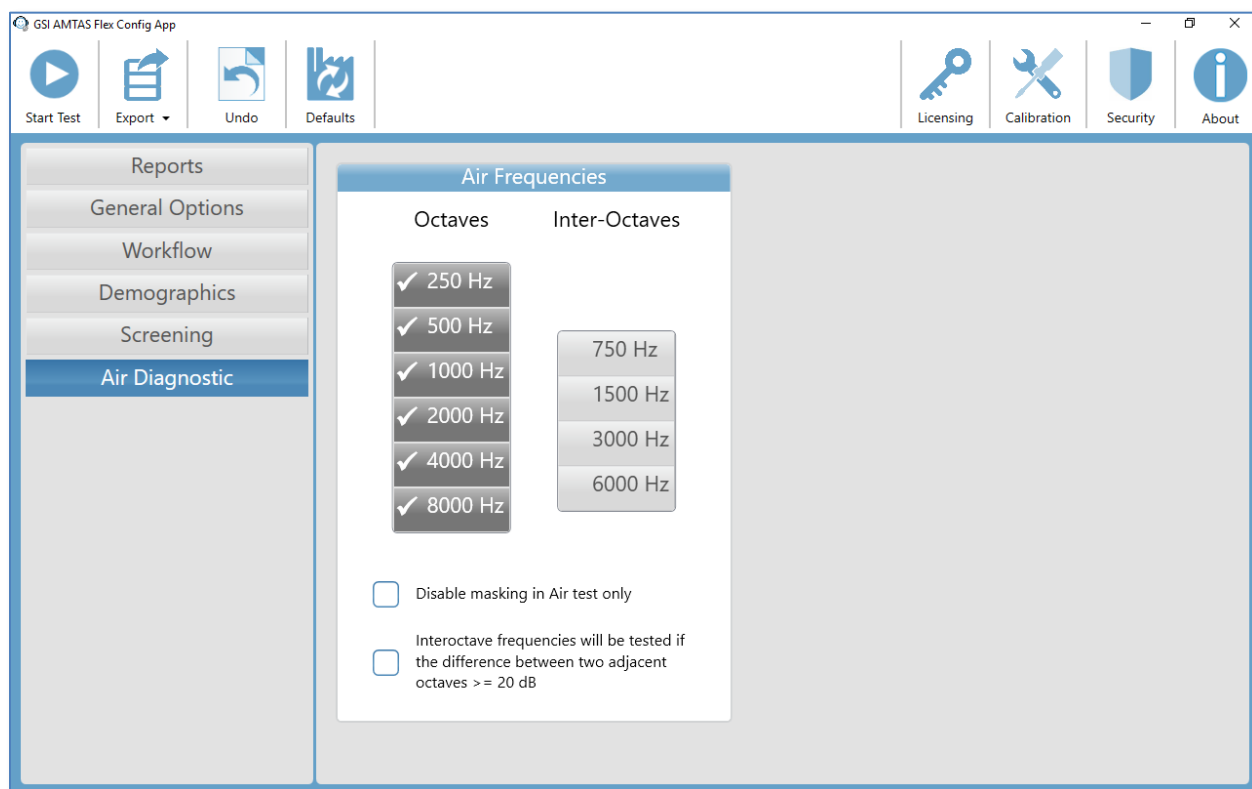 GSI AMTAS Flex Config App
Start Test
Export
Undo
Defaults
Licensing
Calibration
Security
About
Reports
General Options
Workflow
Demographics
Screening
Air Diagnostic
Air Frequencies
Octaves
Inter-Octaves
250 Hz
500 Hz
1000 Hz
2000 Hz
4000 Hz
8000 Hz
750 Hz
1500 Hz
3000 Hz
6000 Hz
Disable masking in Air test only
Interoctave frequencies will be tested if
the difference between two adjacent
octaves >= 20 dB